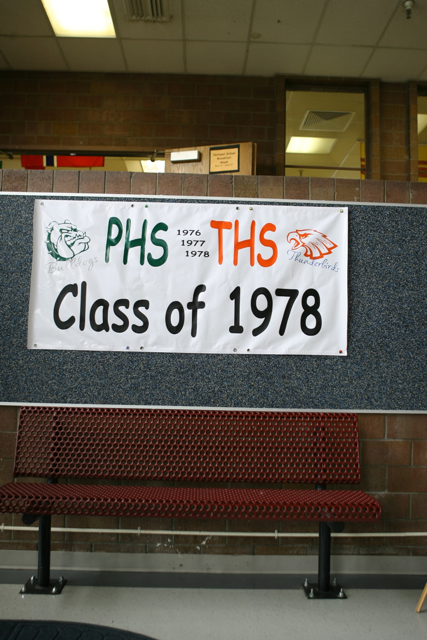 PHS 1976 THS
1977
1978
Bulldogs Thunderbirds
Class of 1978